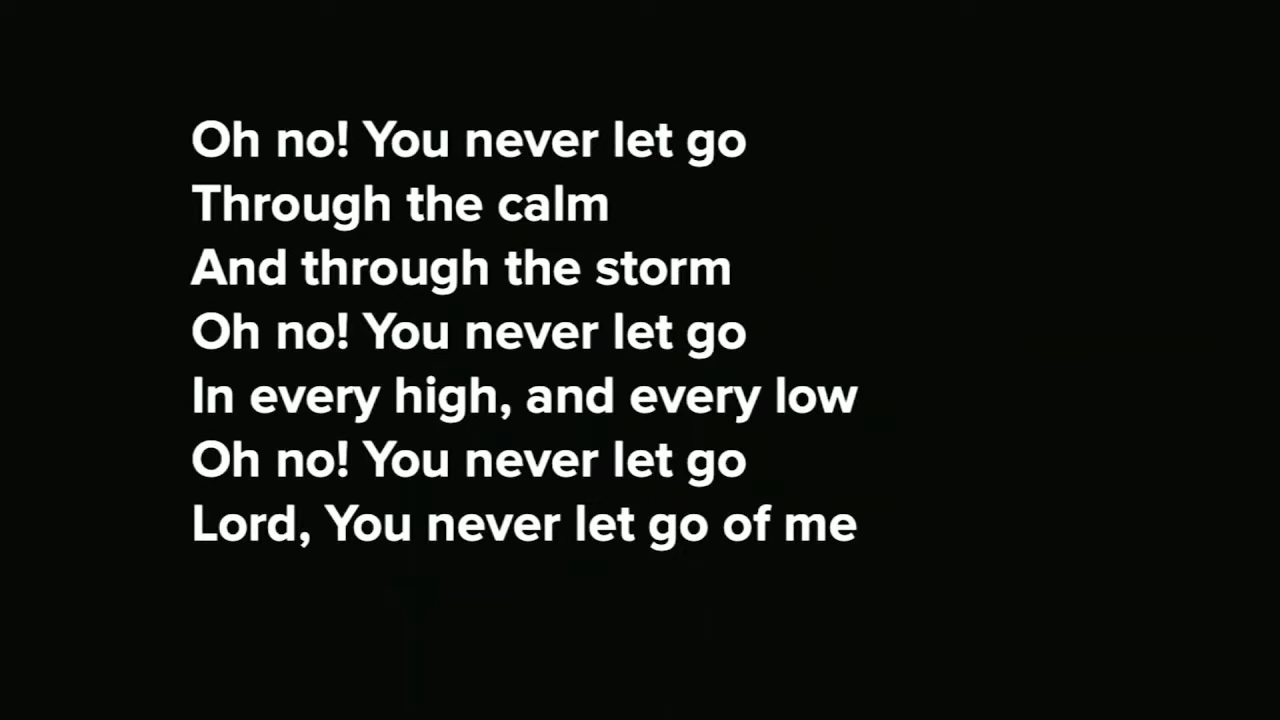 Oh no! You never let go
Through the calm
And through the storm
Oh no! You never let go
In every high, and every low
Oh no! You never let go
Lord, You never let go of me